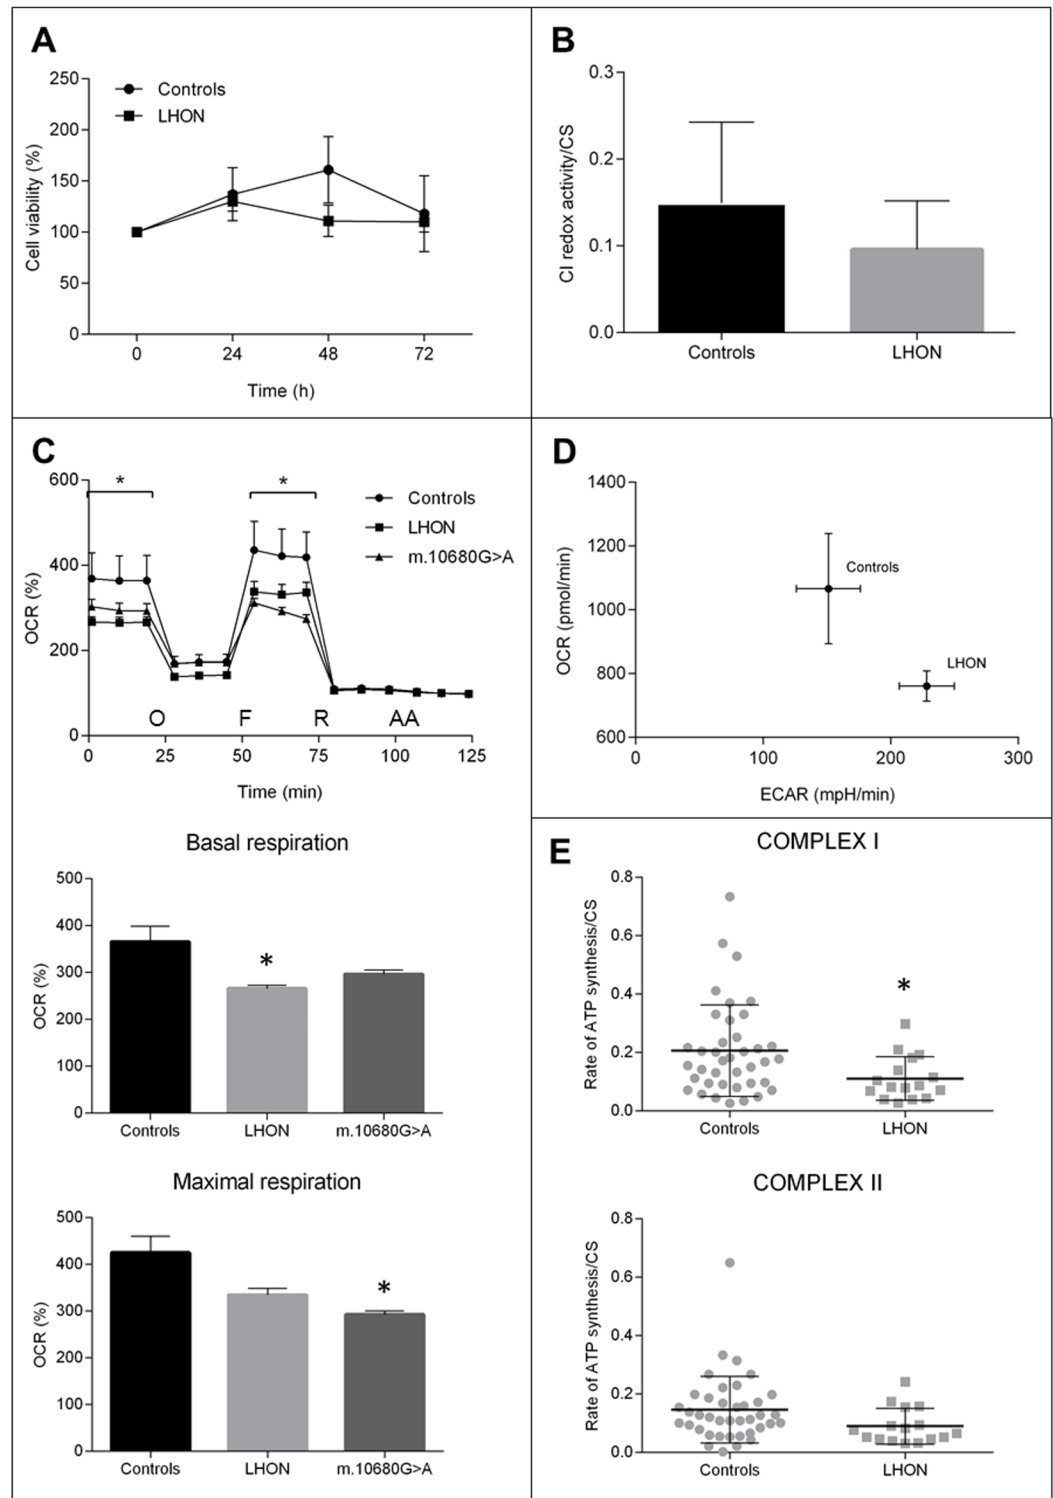 A
250
200
150
100
50
0
Cell viability (%)
Controls
LHON
0 24 48 72
Time (h)
B
0.3
0.2
0.1
0.0
CI redox activity/CS
Controls LHON
C
600
400
200
0
OCR (%)
*
*
Controls
LHON
m.10680G>A
O F R AA
0 25 50 75 100 125
Time (min)
Basal respiration
500
400
300
200
100
0
OCR (%)
*
Controls LHON m.10680G>A
Maximal respiration
500
400
300
200
100
0
OCR (%)
*
Controls LHON m.10680G>A
D
1400
1200
1000
800
600
OCR (pmol/min)
Controls
LHON
0 100 200 300
ECAR (mpH/min)
E
COMPLEX I
0.8
0.6
0.4
0.2
0.0
Rate of ATP synthesis/CS
*
Controls LHON
COMPLEX II
0.8
0.6
0.4
0.2
0.0
Rate of ATP synthesis/CS
Controls LHON